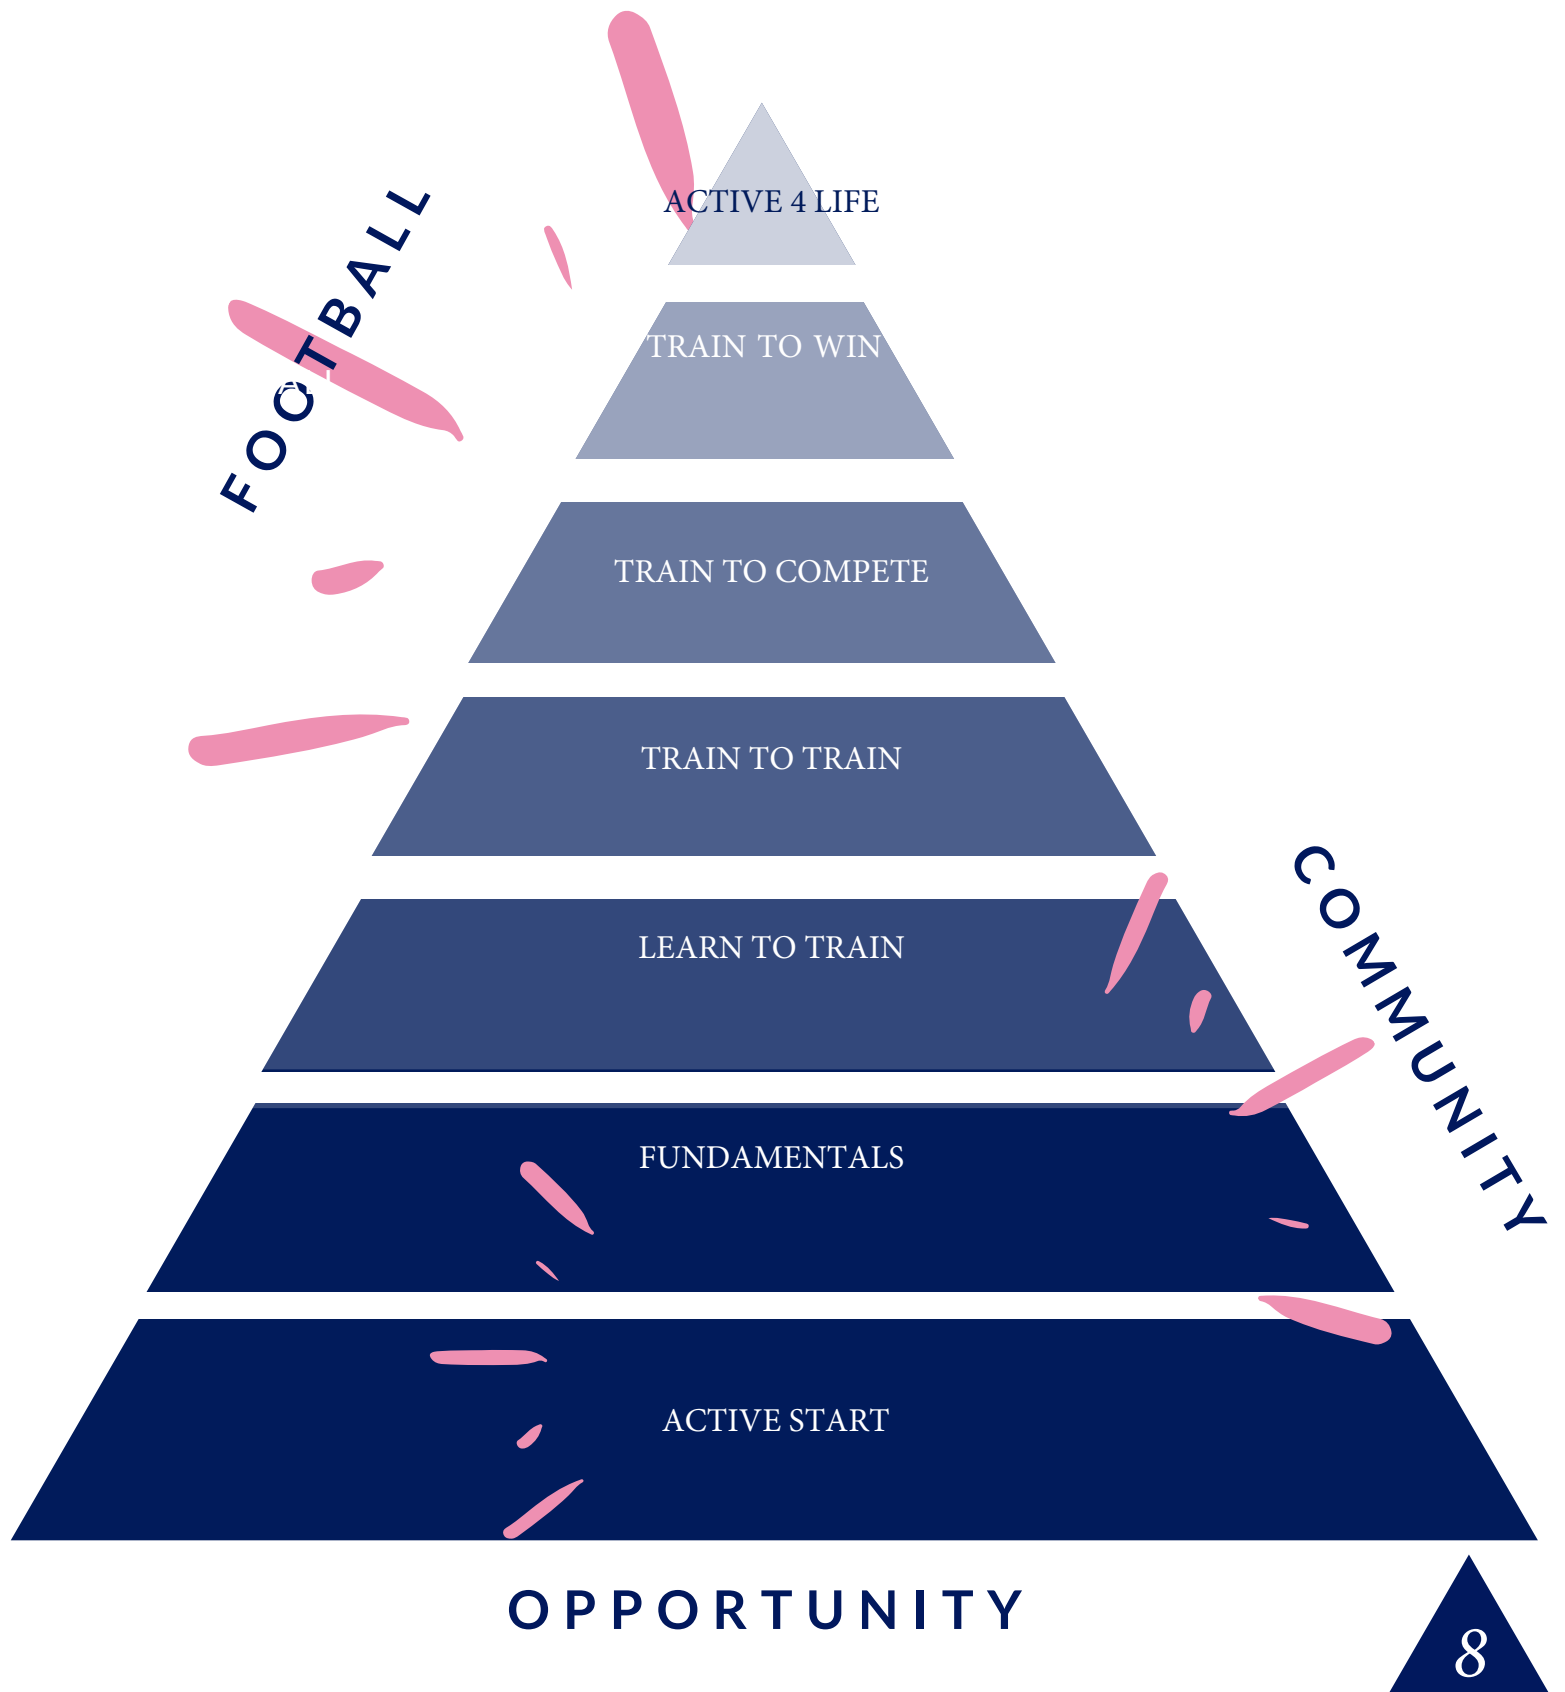 ACTIVE 4 LIFE
FOOTBALL
TRAIN TO WIN
TRAIN TO COMPETE
TRAIN TO TRAIN
LEARN TO TRAIN
COMMUNITY
FUNDAMENTALS
ACTIVE START
OPPORTUNITY
8